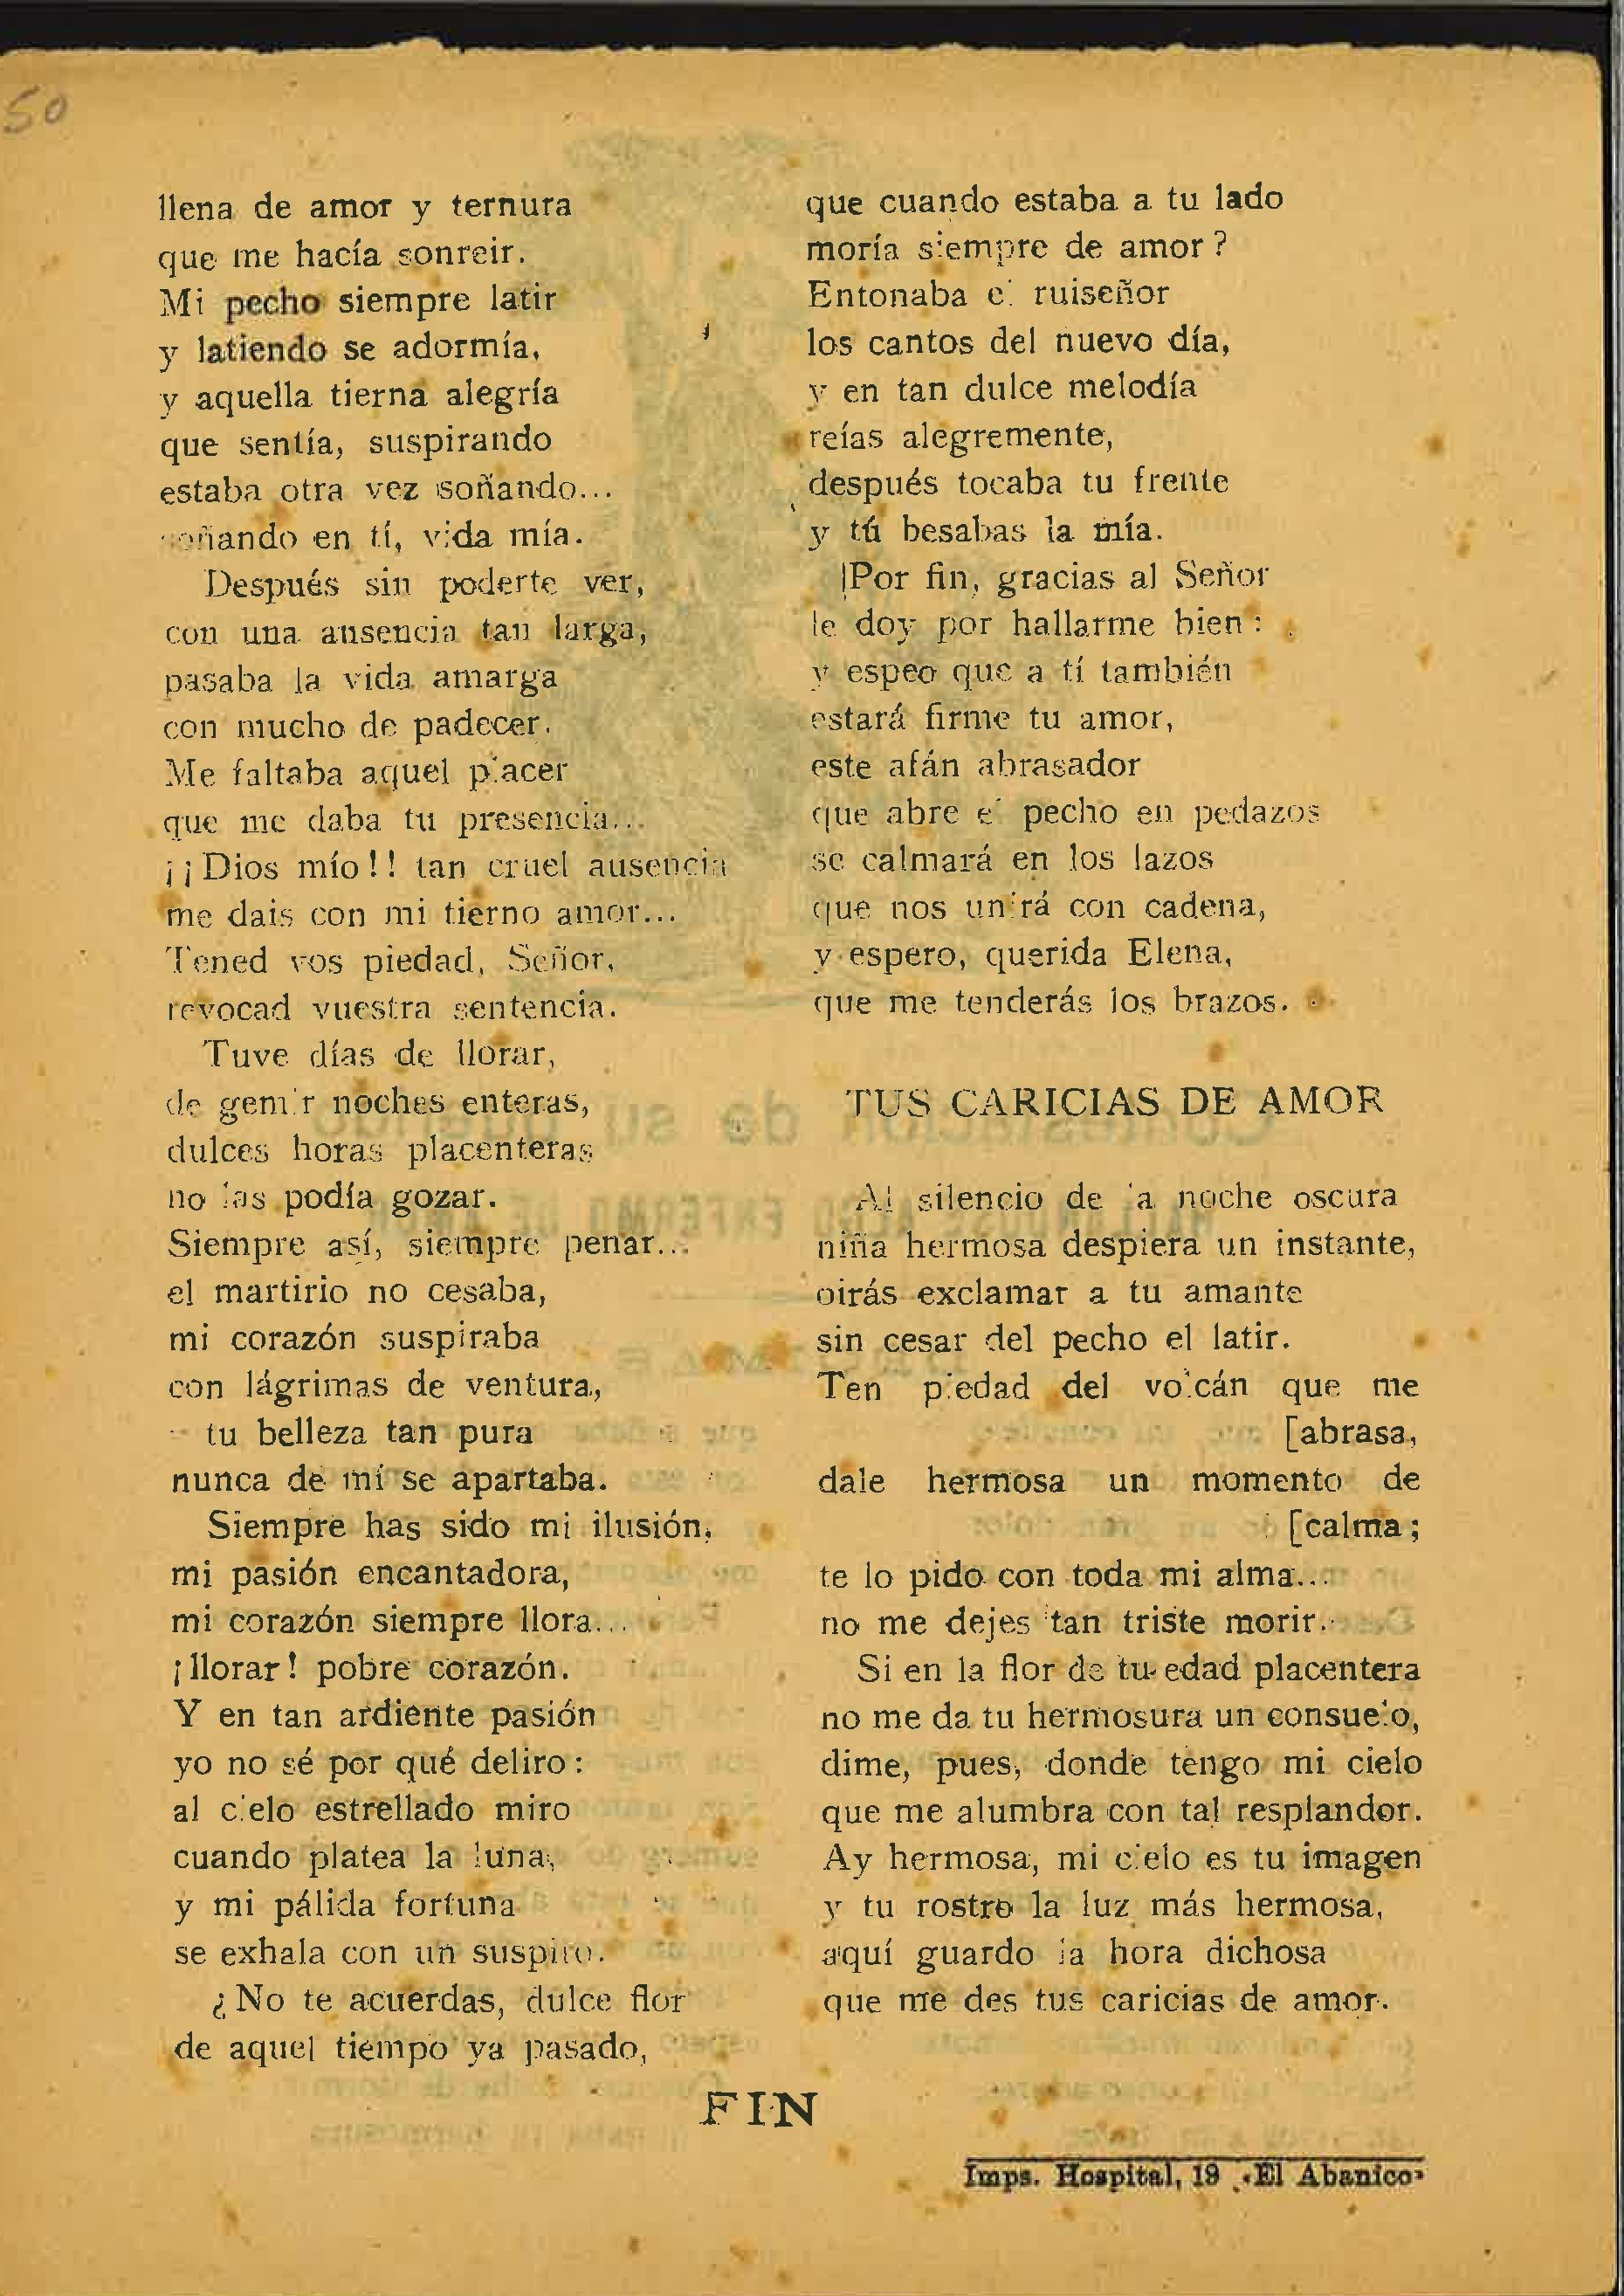 50
llena de amor y ternura
que me hacía sonreir.
Mi pecho siempre latir
y latiendo se adormía,
y aquella tierna alegría
que sentía, suspirando
estaba otra vez soñando...
soñando en tí, vida mía.
Después sin poderte ver,
con una ausencia tan larga,
pasaba la vida amarga
con mucho de padecer.
Me faltaba aquel placer
que me daba tu presencia...
¡¡Dios mío!! tan cruel ausencia
me dais con mi tierno amor...
Tened vos piedad, Señor,
revocad vuestra sentencia.
Tuve días de llorar,
de gemir noches enteras,
dulces horas placenteras
no las podía gozar.
Siempre así, siempre penar...
el martirio no cesaba,
mi corazón suspiraba
con lágrimas de ventura,
tu belleza tan pura
nunca de mí se apartaba.
Siempre has sido mi ilusión,
mi pasión encantadora,
mi corazón siempre llora...
¡llorar! pobre corazón.
Y en tan ardiente pasión
yo no sé por qué deliro:
al cielo estrellado miro
cuando platea la luna,
y mi pálida fortuna
se exhala con un suspiro.
¿No te acuerdas, dulce flor
de aquel tiempo ya pasado,
que cuando estaba a tu lado
moría siempre de amor?
Entonaba el ruiseñor
los cantos del nuevo día,
y en tan dulce melodía
reías alegremente,
después tocaba tu frente
y tú besabas la mía.
¡Por fin, gracias al Señor
le doy por hallarme bien:
y espeo que a tí también
estará firme tu amor,
este afán abrasador
que abre el pecho en pedazos
se calmará en los lazos
que nos unirá con cadena,
y espero, querida Elena,
que me tenderás los brazos.
TUS CARICIAS DE AMOR
Al silencio de la noche oscura
niña hermosa despiera un instante,
oirás exclamar a tu amante
sin cesar del pecho el latir.
Ten piedad del volcán que me
[abrasa,
dale hermosa un momento de
[calma;
te lo pido con toda mi alma...
no me dejes tan triste morir.
Si en la flor de tu edad placentera
no me da tu hermosura un consuelo,
dime, pues, donde tengo mi cielo
que me alumbra con tal resplandor.
Ay hermosa, mi cielo es tu imagen
y tu rostro la luz más hermosa,
aquí guardo la hora dichosa
que me des tus caricias de amor.
FIN
Imps. Hospital, 19 «El Abanico»